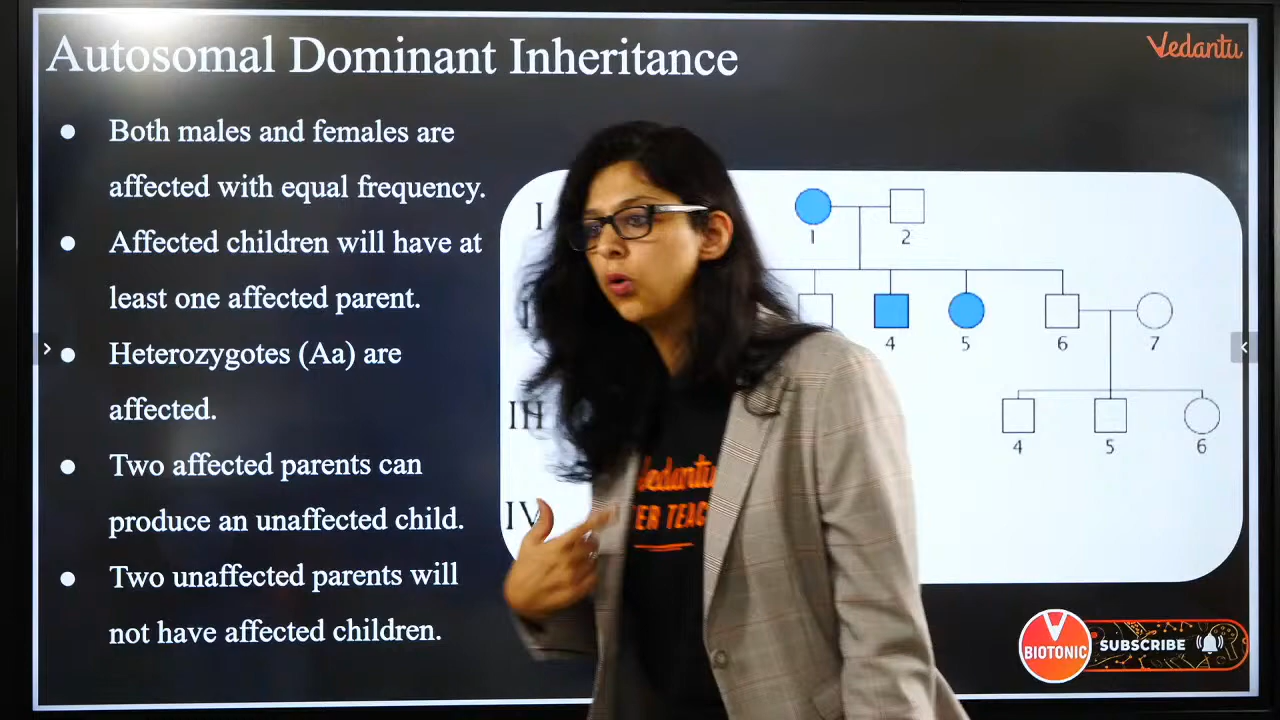 Autosomal Dominant Inheritance
Vedantu
● Both males and females are
affected with equal frequency.
● Affected children will have at
least one affected parent.
● Heterozygotes (Aa) are
affected.
● Two affected parents can
produce an unaffected child.
● Two unaffected parents will
not have affected children.
I
1 2
4 5 6 7
III
4 5 6
IV
Vedantu
BIOTONIC
SUBSCRIBE